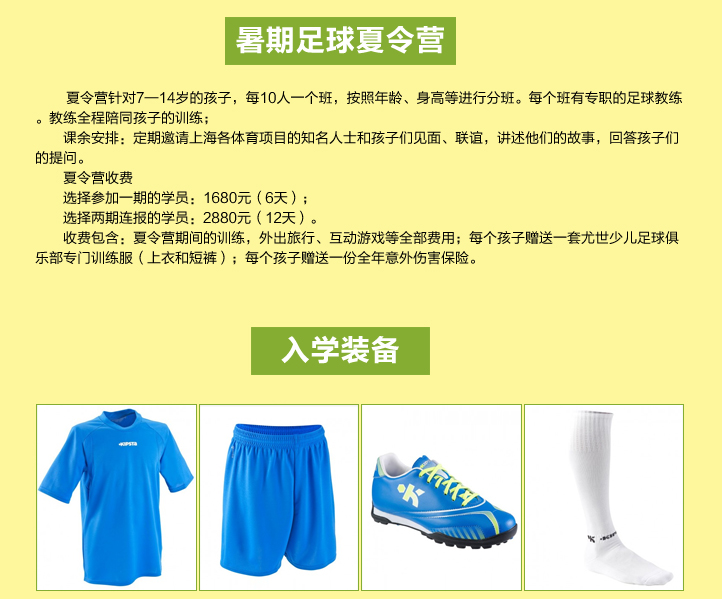 暑期足球夏令营
夏令营针对7—14岁的孩子，每10人一个班，按照年龄、身高等进行分班。每个班有专职的足球教练
。教练全程陪同孩子的训练；
课余安排：定期邀请上海各体育项目的知名人士和孩子们见面、联谊，讲述他们的故事，回答孩子们
的提问。
夏令营收费
选择参加一期的学员：1680元（6天）；
选择两期连报的学员：2880元（12天）。
收费包含：夏令营期间的训练，外出旅行、互动游戏等全部费用；每个孩子赠送一套尤世少儿足球俱
乐部专门训练服（上衣和短裤）；每个孩子赠送一份全年意外伤害保险。
入学装备
KIPSTA